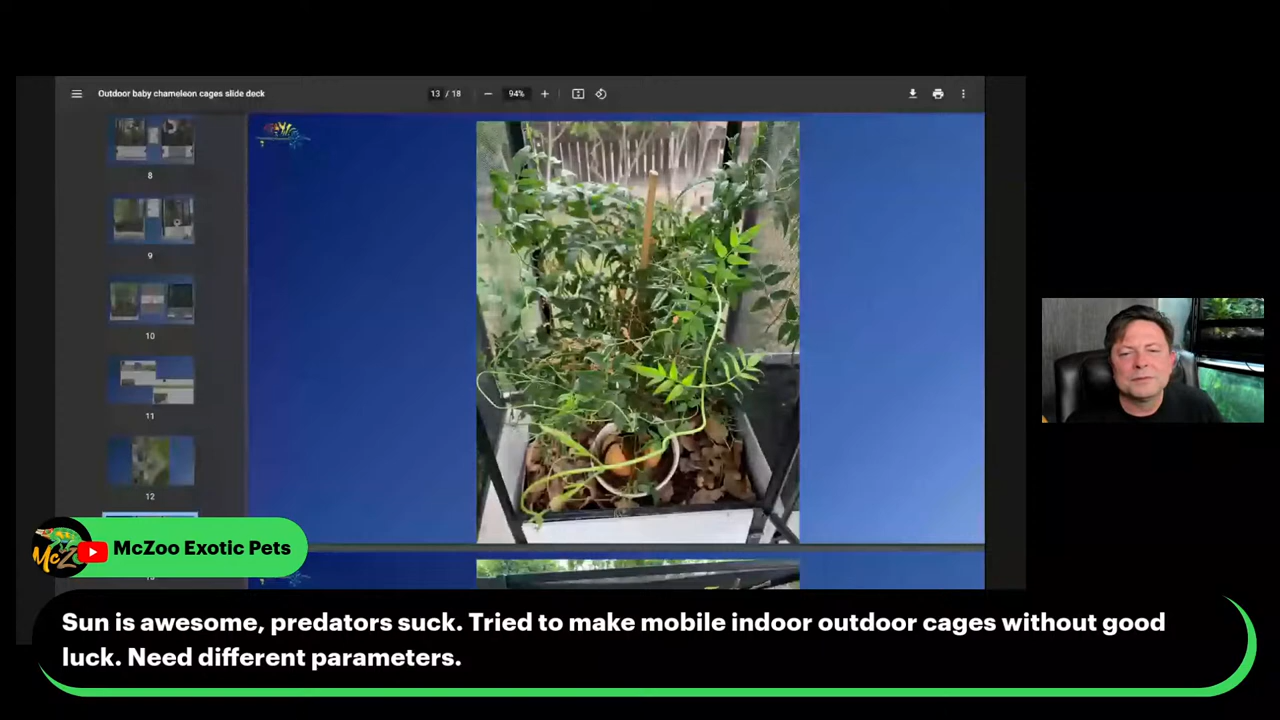 Outdoor baby chameleon cages slide deck
13 / 18
94%
8
9
10
11
12
McZoo Exotic Pets
Sun is awesome, predators suck. Tried to make mobile indoor outdoor cages without good
luck. Need different parameters.